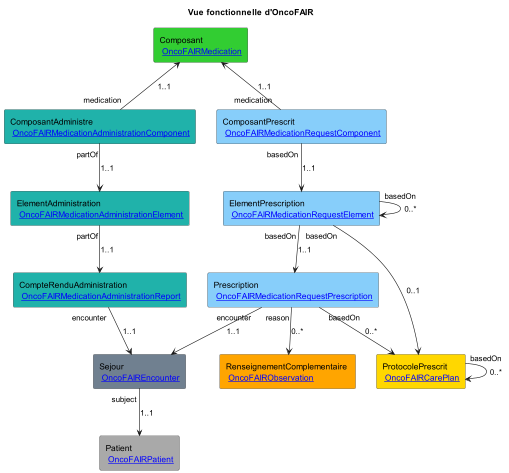 Vue fonctionnelle d'OncoFAIR
Composant
OncoFAIRMedication
medication
1..1
medication
1..1
ComposantAdministre
OncoFAIRMedicationAdministrationComponent
ComposantPrescrit
OncoFAIRMedicationRequestComponent
partOf
1..1
basedOn
1..1
ElementAdministration
OncoFAIRMedicationAdministrationElement
ElementPrescription
OncoFAIRMedicationRequestElement
basedOn
0..*
partOf
1..1
basedOn
1..1
basedOn
0..1
CompteRenduAdministration
OncoFAIRMedicationAdministrationReport
Prescription
OncoFAIRMedicationRequestPrescription
encounter
1..1
encounter
1..1
reason
0..*
basedOn
0..*
Sejour
OncoFAIREncounter
RenseignementComplementaire
OncoFAIRObservation
ProtocolePrescrit
OncoFAIRCarePlan
basedOn
0..*
subject
1..1
Patient
OncoFAIRPatient